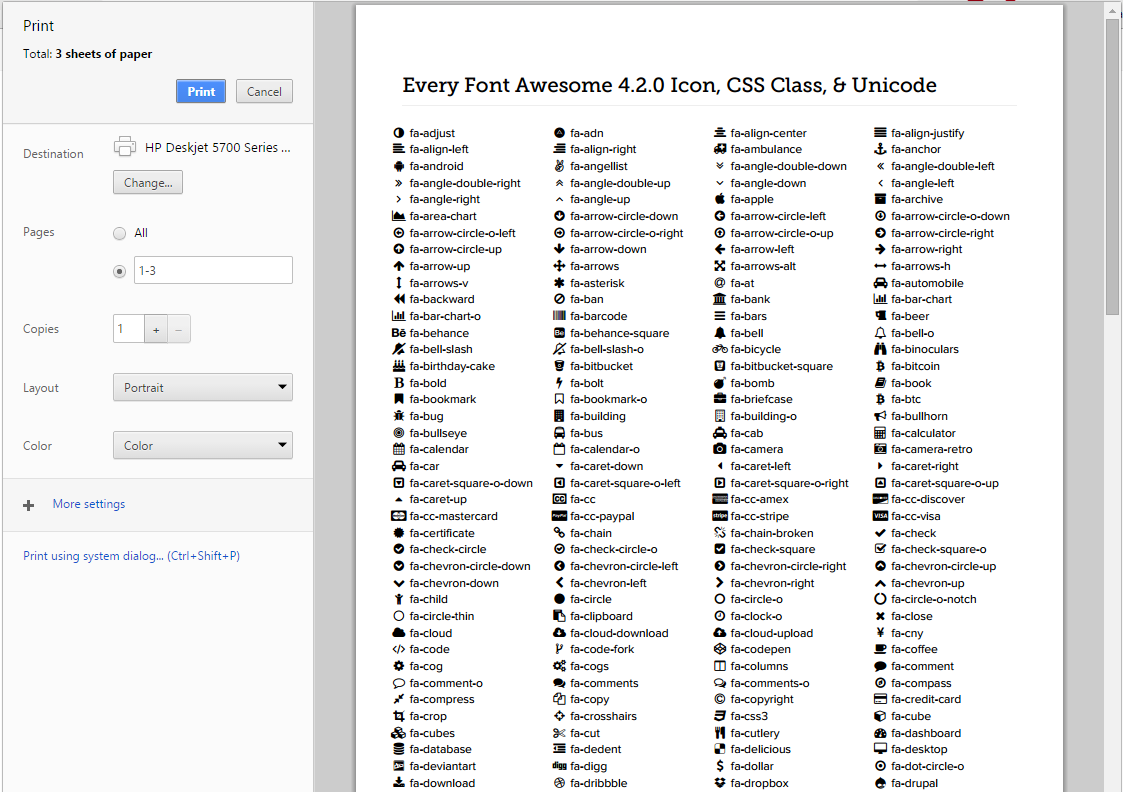 Print
Total: 3 sheets of paper
Print Cancel
Destination HP Deskjet 5700 Series ...
Change...
Pages All
1-3
Copies 1 + −
Layout Portrait
Color Color
More settings
Print using system dialog... (Ctrl+Shift+P)
Every Font Awesome 4.2.0 Icon, CSS Class, & Unicode
fa-adjust fa-adn fa-align-center fa-align-justify
fa-align-left fa-align-right fa-ambulance fa-anchor
fa-android fa-angellist fa-angle-double-down fa-angle-double-left
fa-angle-double-right fa-angle-double-up fa-angle-down fa-angle-left
fa-angle-right fa-angle-up fa-apple fa-archive
fa-area-chart fa-arrow-circle-down fa-arrow-circle-left fa-arrow-circle-o-down
fa-arrow-circle-o-left fa-arrow-circle-o-right fa-arrow-circle-o-up fa-arrow-circle-right
fa-arrow-circle-up fa-arrow-down fa-arrow-left fa-arrow-right
fa-arrow-up fa-arrows fa-arrows-alt fa-arrows-h
fa-arrows-v fa-asterisk fa-at fa-automobile
fa-backward fa-ban fa-bank fa-bar-chart
fa-bar-chart-o fa-barcode fa-bars fa-beer
fa-behance fa-behance-square fa-bell fa-bell-o
fa-bell-slash fa-bell-slash-o fa-bicycle fa-binoculars
fa-birthday-cake fa-bitbucket fa-bitbucket-square fa-bitcoin
fa-bold fa-bolt fa-bomb fa-book
fa-bookmark fa-bookmark-o fa-briefcase fa-btc
fa-bug fa-building fa-building-o fa-bullhorn
fa-bullseye fa-bus fa-cab fa-calculator
fa-calendar fa-calendar-o fa-camera fa-camera-retro
fa-car fa-caret-down fa-caret-left fa-caret-right
fa-caret-square-o-down fa-caret-square-o-left fa-caret-square-o-right fa-caret-square-o-up
fa-caret-up fa-cc fa-cc-amex fa-cc-discover
fa-cc-mastercard fa-cc-paypal fa-cc-stripe fa-cc-visa
fa-certificate fa-chain fa-chain-broken fa-check
fa-check-circle fa-check-circle-o fa-check-square fa-check-square-o
fa-chevron-circle-down fa-chevron-circle-left fa-chevron-circle-right fa-chevron-circle-up
fa-chevron-down fa-chevron-left fa-chevron-right fa-chevron-up
fa-child fa-circle fa-circle-o fa-circle-o-notch
fa-circle-thin fa-clipboard fa-clock-o fa-close
fa-cloud fa-cloud-download fa-cloud-upload fa-cny
fa-code fa-code-fork fa-codepen fa-coffee
fa-cog fa-cogs fa-columns fa-comment
fa-comment-o fa-comments fa-comments-o fa-compass
fa-compress fa-copy fa-copyright fa-credit-card
fa-crop fa-crosshairs fa-css3 fa-cube
fa-cubes fa-cut fa-cutlery fa-dashboard
fa-database fa-dedent fa-delicious fa-desktop
fa-deviantart fa-digg fa-dollar fa-dot-circle-o
fa-download fa-dribbble fa-dropbox fa-drupal